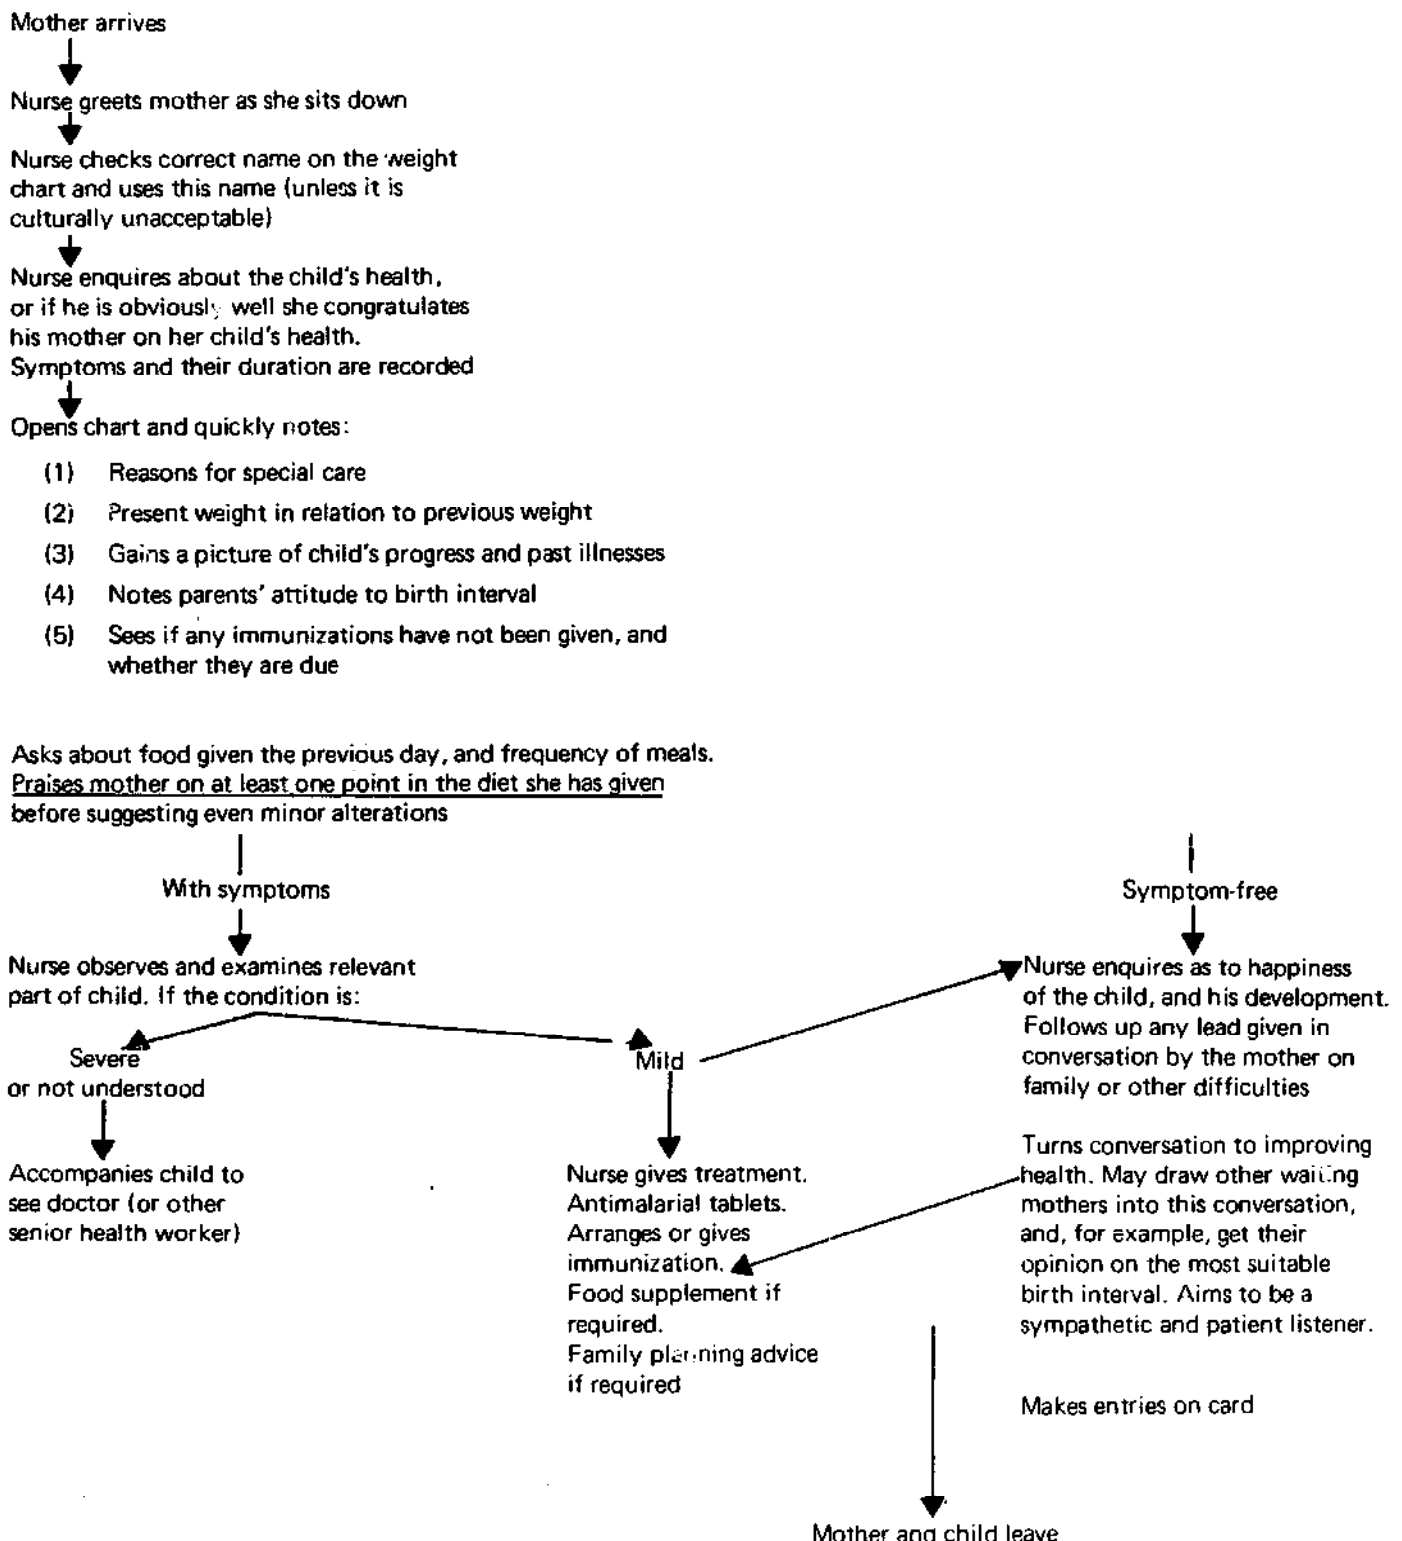 Mother arrives
Nurse greets mother as she sits down
Nurse checks correct name on the weight
chart and uses this name (unless it is
culturally unacceptable)
Nurse enquires about the child's health,
or if he is obviously well she congratulates
his mother on her child's health.
Symptoms and their duration are recorded
Opens chart and quickly notes:
(1) Reasons for special care
(2) Present weight in relation to previous weight
(3) Gains a picture of child's progress and past illnesses
(4) Notes parents' attitude to birth interval
(5) Sees if any immunizations have not been given, and
whether they are due
Asks about food given the previous day, and frequency of meals.
Praises mother on at least one point in the diet she has given
before suggesting even minor alterations
With symptoms
Nurse observes and examines relevant
part of child. If the condition is:
Severe
or not understood
Accompanies child to
see doctor (or other
senior health worker)
Mild
Nurse gives treatment.
Antimalarial tablets.
Arranges or gives
immunization.
Food supplement if
required.
Family planning advice
if required
Symptom-free
Nurse enquires as to happiness
of the child, and his development.
Follows up any lead given in
conversation by the mother on
family or other difficulties
Turns conversation to improving
health. May draw other waiting
mothers into this conversation,
and, for example, get their
opinion on the most suitable
birth interval. Aims to be a
sympathetic and patient listener.
Makes entries on card
Mother and child leave